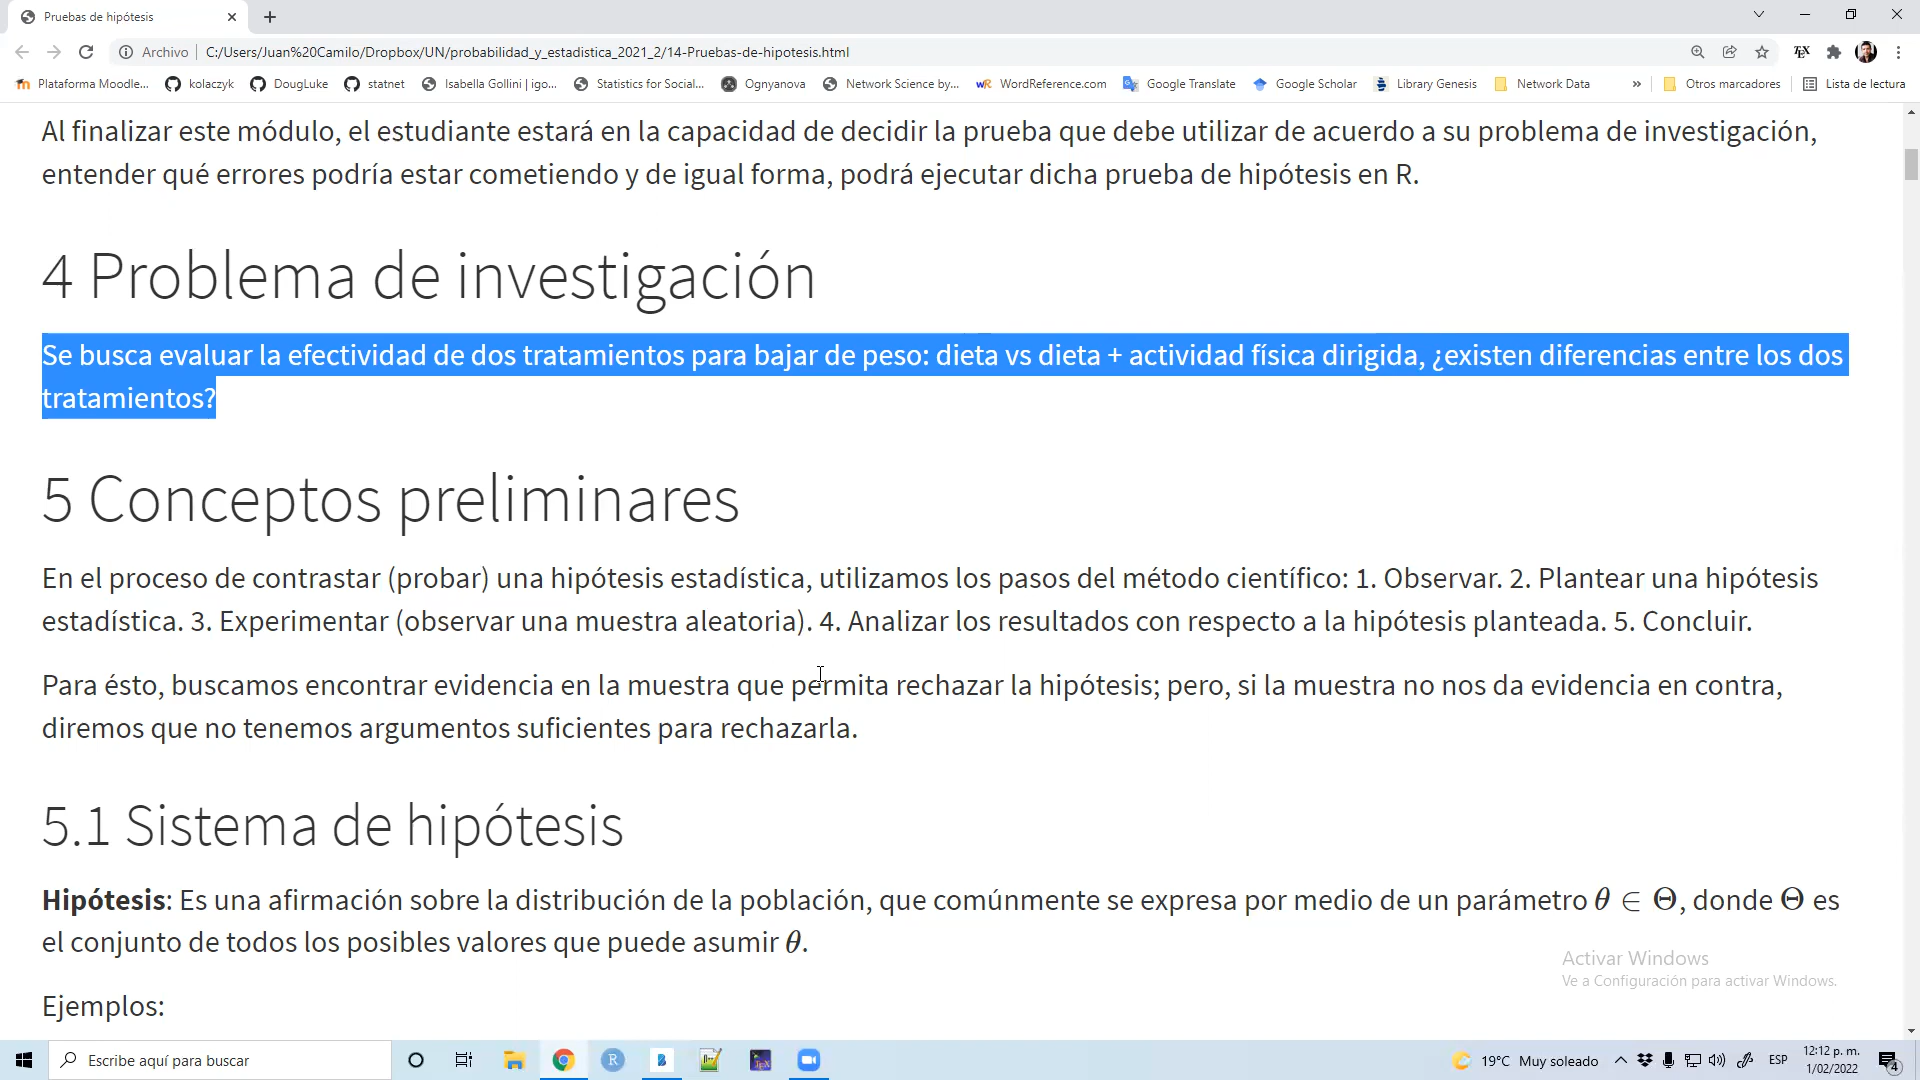 Pruebas de hipótesis
Archivo
C:/Users/Juan%20Camilo/Dropbox/UN/probabilidad_y_estadistica_2021_2/14-Pruebas-de-hipotesis.html
TEX
Plataforma Moodle...
kolaczyk
DougLuke
statnet
Isabella Gollini | igo...
Statistics for Social...
Ognyanova
Network Science by...
WordReference.com
Google Translate
Google Scholar
Library Genesis
Network Data
»
Otros marcadores
Lista de lectura
Al finalizar este módulo, el estudiante estará en la capacidad de decidir la prueba que debe utilizar de acuerdo a su problema de investigación,
entender qué errores podría estar cometiendo y de igual forma, podrá ejecutar dicha prueba de hipótesis en R.
4 Problema de investigación
Se busca evaluar la efectividad de dos tratamientos para bajar de peso: dieta vs dieta + actividad física dirigida, ¿existen diferencias entre los dos
tratamientos?
5 Conceptos preliminares
En el proceso de contrastar (probar) una hipótesis estadística, utilizamos los pasos del método científico: 1. Observar. 2. Plantear una hipótesis
estadística. 3. Experimentar (observar una muestra aleatoria). 4. Analizar los resultados con respecto a la hipótesis planteada. 5. Concluir.
Para ésto, buscamos encontrar evidencia en la muestra que permita rechazar la hipótesis; pero, si la muestra no nos da evidencia en contra,
diremos que no tenemos argumentos suficientes para rechazarla.
5.1 Sistema de hipótesis
Hipótesis: Es una afirmación sobre la distribución de la población, que comúnmente se expresa por medio de un parámetro θ ∈ Θ, donde Θ es
el conjunto de todos los posibles valores que puede asumir θ.
Ejemplos:
Activar Windows
Ve a Configuración para activar Windows.
Escribe aquí para buscar
19°C Muy soleado
ESP
12:12 p. m.
1/02/2022
4